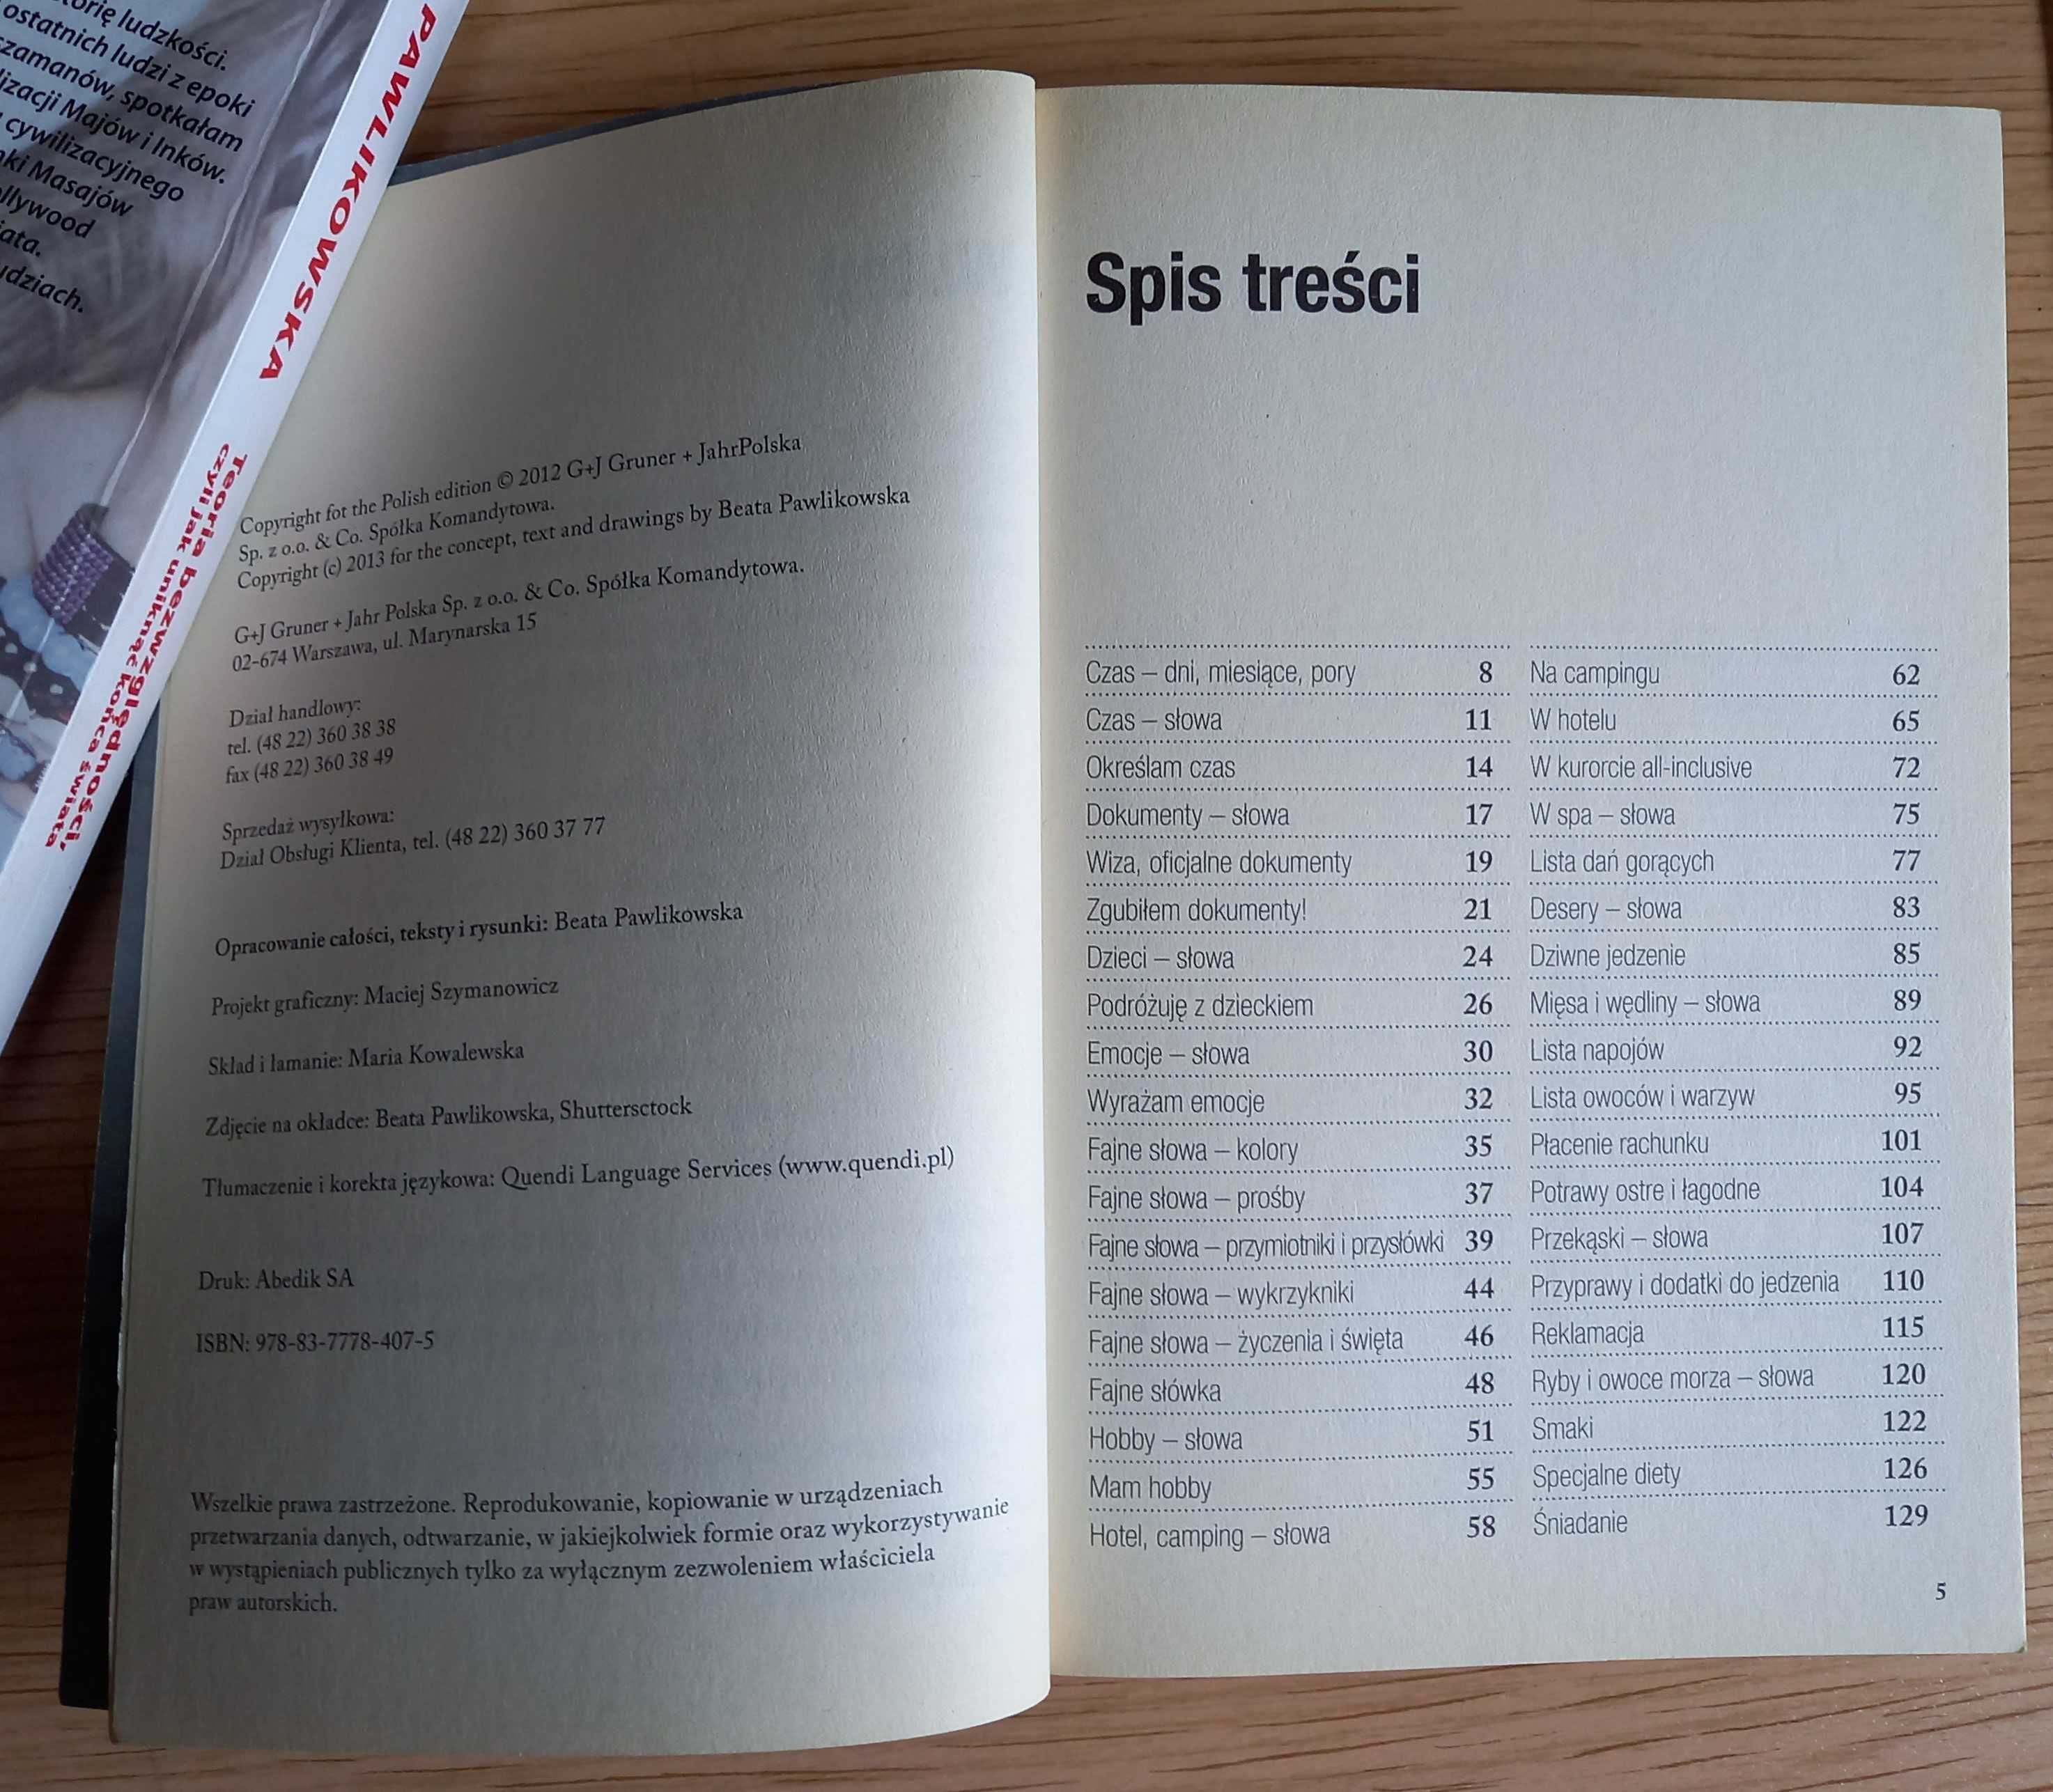 ludzkości.
ostatnich ludzi z epoki
spotkałam
Majów i Inków.
cywilizacyjnego
Masajów
PAWLIKOWSKA
Teoria bezwzględności,
czyli jak uniknąć końca świata
Copyright fot the Polish edition © 2012 G+J Gruner + JahrPolska
Sp. z o.o. & Co. Spółka Komandytowa.
Copyright (c) 2013 for the concept, text and drawings by Beata Pawlikowska
G+J Gruner + Jahr Polska Sp. z o.o. & Co. Spółka Komandytowa.
02-674 Warszawa, ul. Marynarska 15
Dział handlowy:
tel. (48 22) 360 38 38
fax (48 22) 360 38 49
Sprzedaż wysyłkowa:
Dział Obsługi Klienta, tel. (48 22) 360 37 77
Opracowanie całości, teksty i rysunki: Beata Pawlikowska
Projekt graficzny: Maciej Szymanowicz
Skład i łamanie: Maria Kowalewska
Zdjęcie na okładce: Beata Pawlikowska, Shuttersctock
Tłumaczenie i korekta językowa: Quendi Language Services (www.quendi.pl)
Druk: Abedik SA
ISBN: 978-83-7778-407-5
Wszelkie prawa zastrzeżone. Reprodukowanie, kopiowanie w urządzeniach
przetwarzania danych, odtwarzanie, w jakiejkolwiek formie oraz wykorzystywanie
w wystąpieniach publicznych tylko za wyłącznym zezwoleniem właściciela
praw autorskich.
Spis treści
Czas – dni, miesiące, pory 8
Czas – słowa 11
Określam czas 14
Dokumenty – słowa 17
Wiza, oficjalne dokumenty 19
Zgubiłem dokumenty! 21
Dzieci – słowa 24
Podróżuję z dzieckiem 26
Emocje – słowa 30
Wyrażam emocje 32
Fajne słowa – kolory 35
Fajne słowa – prośby 37
Fajne słowa – przymiotniki i przysłówki 39
Fajne słowa – wykrzykniki 44
Fajne słowa – życzenia i święta 46
Fajne słówka 48
Hobby – słowa 51
Mam hobby 55
Hotel, camping – słowa 58
Na campingu 62
W hotelu 65
W kurorcie all-inclusive 72
W spa – słowa 75
Lista dań gorących 77
Desery – słowa 83
Dziwne jedzenie 85
Mięsa i wędliny – słowa 89
Lista napojów 92
Lista owoców i warzyw 95
Płacenie rachunku 101
Potrawy ostre i łagodne 104
Przekąski – słowa 107
Przyprawy i dodatki do jedzenia 110
Reklamacja 115
Ryby i owoce morza – słowa 120
Smaki 122
Specjalne diety 126
Śniadanie 129
5